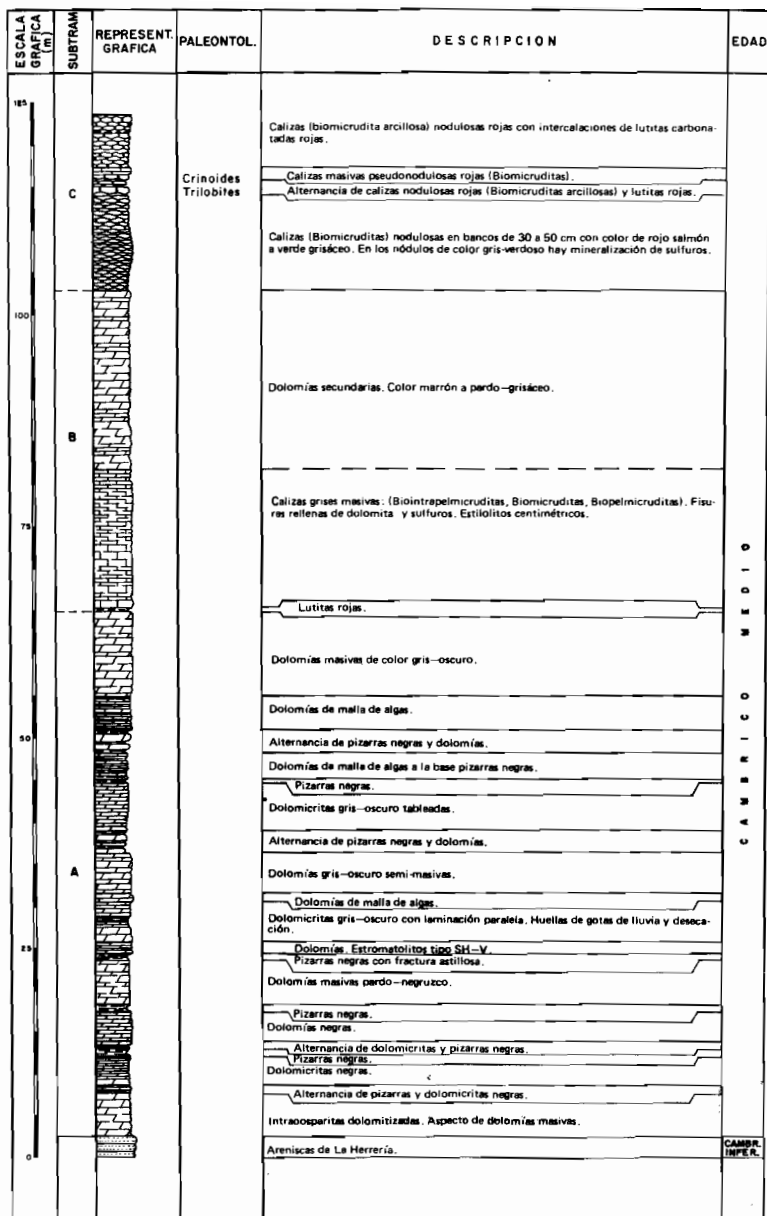 ESCALA
GRAFICA
(m)
SUBTRAM
REPRESENT.
GRAFICA
PALEONTOL.
DESCRIPCION
EDAD
125
Calizas (biomicrudita arcillosa) nodulosas rojas con intercalaciones de lutitas carbona-
tadas rojas.
Crinoides
Trilobites
Calizas masivas pseudonodulosas rojas (Biomicruditas).
C
Alternancia de calizas nodulosas rojas (Biomicruditas arcillosas) y lutitas rojas.
Calizas (Biomicruditas) nodulosas en bancos de 30 a 50 cm con color de rojo salmón
a verde grisáceo. En los nódulos de color gris-verdoso hay mineralización de sulfuros.
100
Dolomías secundarias. Color marrón a pardo-grisáceo.
B
Calizas grises masivas: (Biointrapelmicruditas, Biomicruditas, Biopelmicruditas). Fisu-
ras rellenas de dolomita y sulfuros. Estilolitos centimétricos.
75
Lutitas rojas.
Dolomías masivas de color gris-oscuro.
Dolomías de malla de algas.
50
Alternancia de pizarras negras y dolomías.
Dolomías de malla de algas a la base pizarras negras.
Pizarras negras.
Dolomicritas gris-oscuro tableadas.
Alternancia de pizarras negras y dolomías.
A
Dolomías gris-oscuro semi-masivas.
Dolomías de malla de algas.
Dolomicritas gris-oscuro con laminación paralela. Huellas de gotas de lluvia y deseca-
ción.
25
Dolomías. Estromatolitos tipo SH-V.
Pizarras negras con fractura astillosa.
Dolomías masivas pardo-negruzco.
Pizarras negras.
Dolomías negras.
Alternancia de dolomicritas y pizarras negras.
Pizarras negras.
Dolomicritas negras.
Alternancia de pizarras y dolomicritas negras.
Intraoosparitas dolomitizadas. Aspecto de dolomías masivas.
CAMBRICO MEDIO
0
Areniscas de La Herrería.
CAMBR.
INFER.